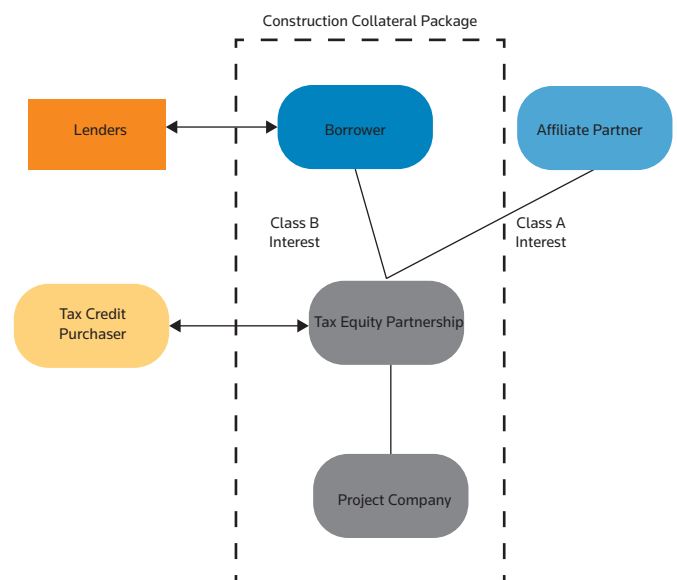 Construction Collateral Package
Lenders
Borrower
Affiliate Partner
Class B
Interest
Class A
Interest
Tax Credit
Purchaser
Tax Equity Partnership
Project Company